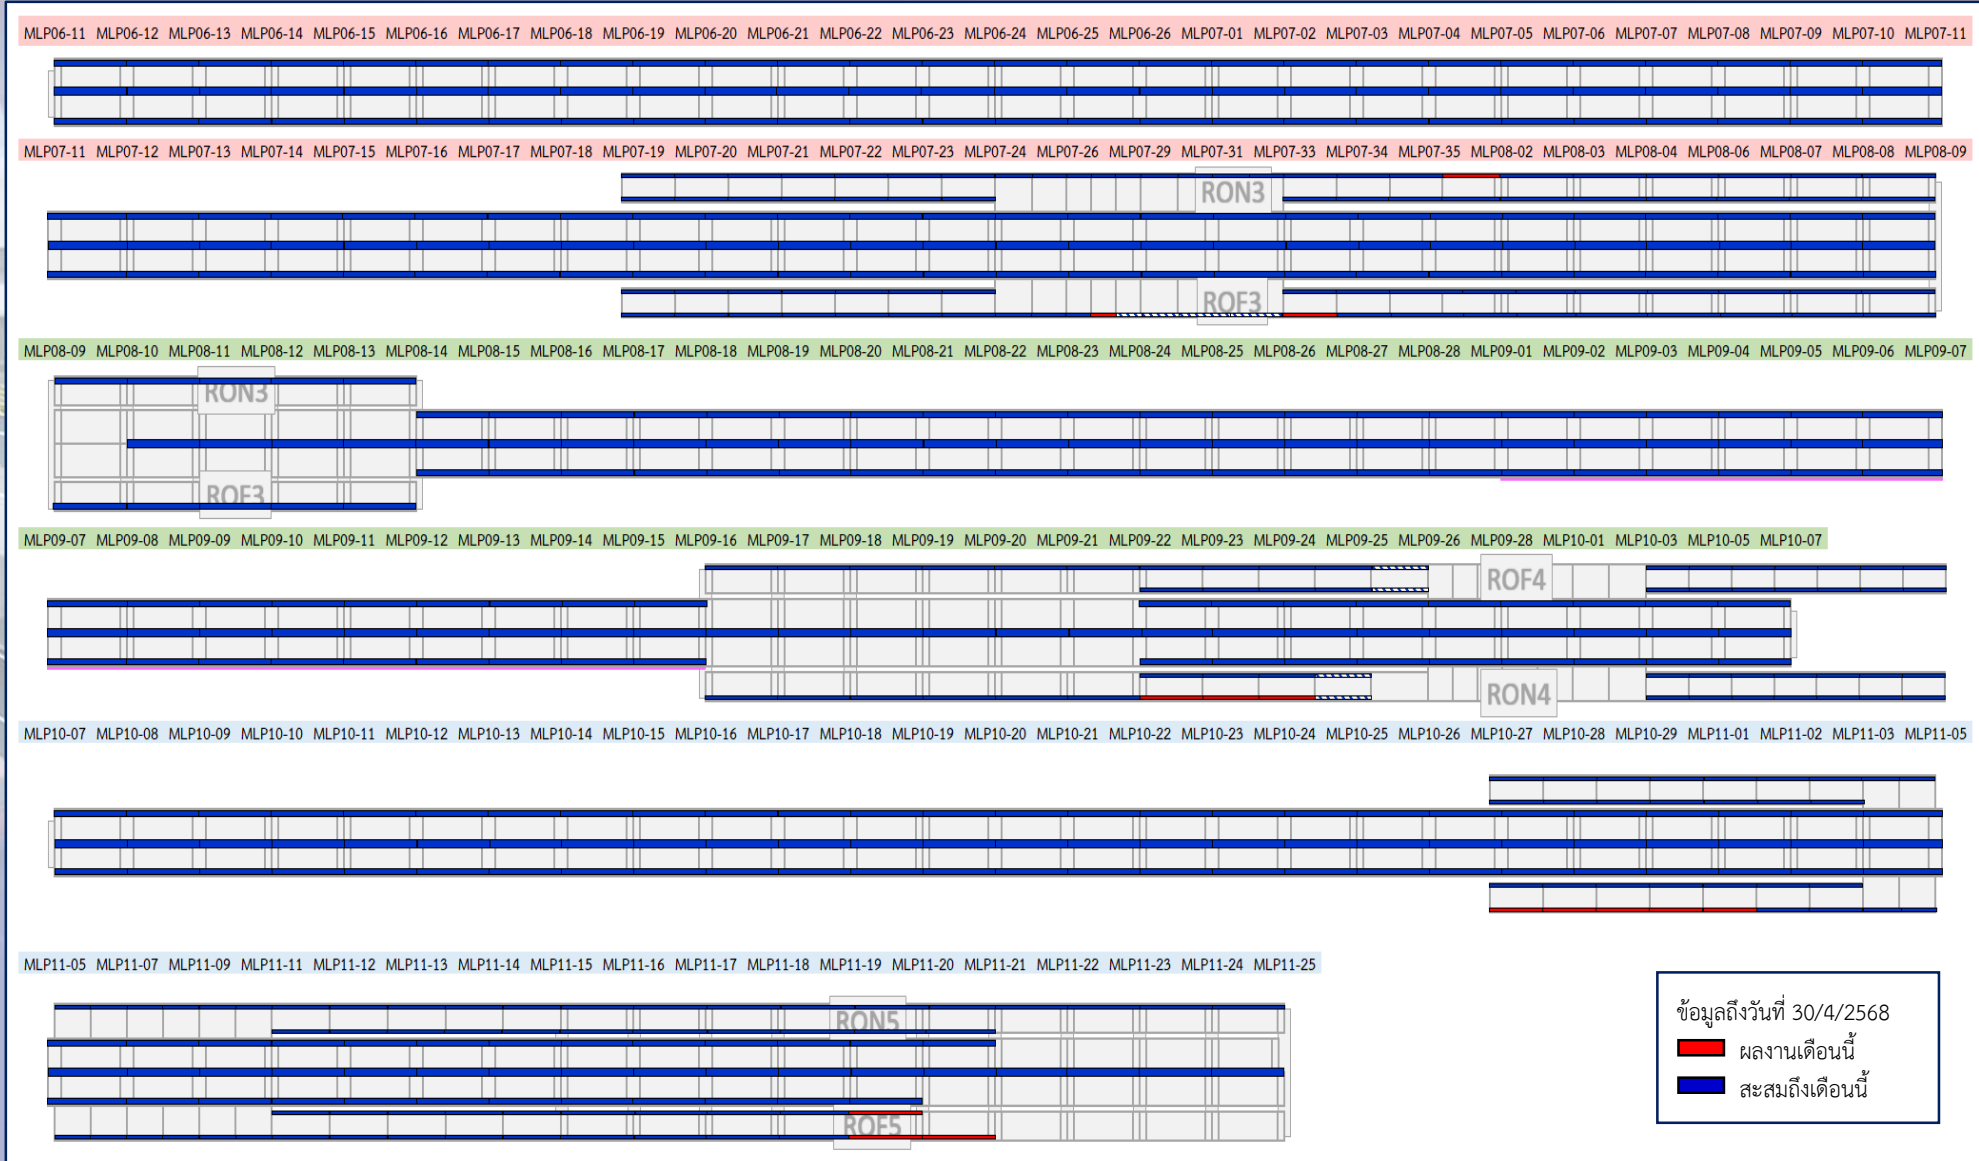 MLP06-11 MLP06-12 MLP06-13 MLP06-14 MLP06-15 MLP06-16 MLP06-17 MLP06-18 MLP06-19 MLP06-20 MLP06-21 MLP06-22 MLP06-23 MLP06-24 MLP06-25 MLP06-26 MLP07-01 MLP07-02 MLP07-03 MLP07-04 MLP07-05 MLP07-06 MLP07-07 MLP07-08 MLP07-09 MLP07-10 MLP07-11
MLP07-11 MLP07-12 MLP07-13 MLP07-14 MLP07-15 MLP07-16 MLP07-17 MLP07-18 MLP07-19 MLP07-20 MLP07-21 MLP07-22 MLP07-23 MLP07-24 MLP07-26 MLP07-29 MLP07-31 MLP07-33 MLP07-34 MLP07-35 MLP08-02 MLP08-03 MLP08-04 MLP08-06 MLP08-07 MLP08-08 MLP08-09
RON3
ROF3
MLP08-09 MLP08-10 MLP08-11 MLP08-12 MLP08-13 MLP08-14 MLP08-15 MLP08-16 MLP08-17 MLP08-18 MLP08-19 MLP08-20 MLP08-21 MLP08-22 MLP08-23 MLP08-24 MLP08-25 MLP08-26 MLP08-27 MLP08-28 MLP09-01 MLP09-02 MLP09-03 MLP09-04 MLP09-05 MLP09-06 MLP09-07
RON3
ROF3
MLP09-07 MLP09-08 MLP09-09 MLP09-10 MLP09-11 MLP09-12 MLP09-13 MLP09-14 MLP09-15 MLP09-16 MLP09-17 MLP09-18 MLP09-19 MLP09-20 MLP09-21 MLP09-22 MLP09-23 MLP09-24 MLP09-25 MLP09-26 MLP09-28 MLP10-01 MLP10-03 MLP10-05 MLP10-07
ROF4
RON4
MLP10-07 MLP10-08 MLP10-09 MLP10-10 MLP10-11 MLP10-12 MLP10-13 MLP10-14 MLP10-15 MLP10-16 MLP10-17 MLP10-18 MLP10-19 MLP10-20 MLP10-21 MLP10-22 MLP10-23 MLP10-24 MLP10-25 MLP10-26 MLP10-27 MLP10-28 MLP10-29 MLP11-01 MLP11-02 MLP11-03 MLP11-05
MLP11-05 MLP11-07 MLP11-09 MLP11-11 MLP11-12 MLP11-13 MLP11-14 MLP11-15 MLP11-16 MLP11-17 MLP11-18 MLP11-19 MLP11-20 MLP11-21 MLP11-22 MLP11-23 MLP11-24 MLP11-25
RON5
ROF5
ข้อมูลถึงวันที่ 30/4/2568
ผลงานเดือนนี้
สะสมถึงเดือนนี้